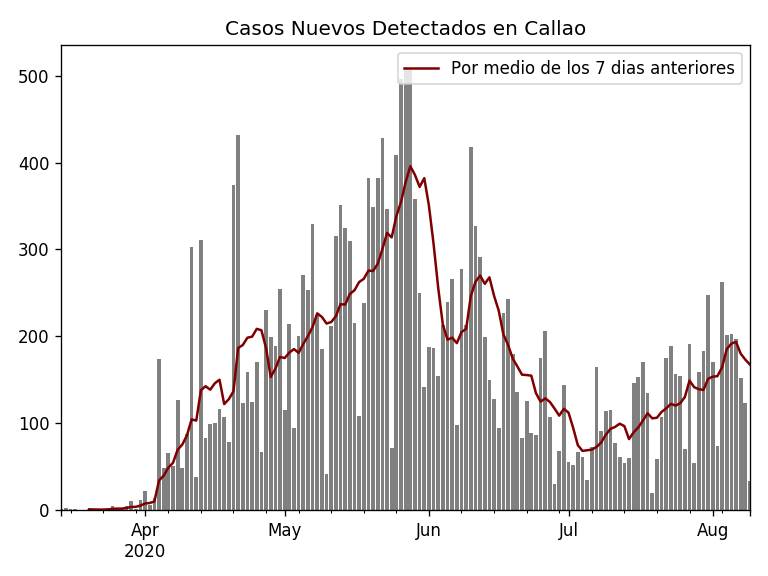 Casos Nuevos Detectados en Callao
Por medio de los 7 dias anteriores
500
400
300
200
100
0
Apr
2020
May
Jun
Jul
Aug